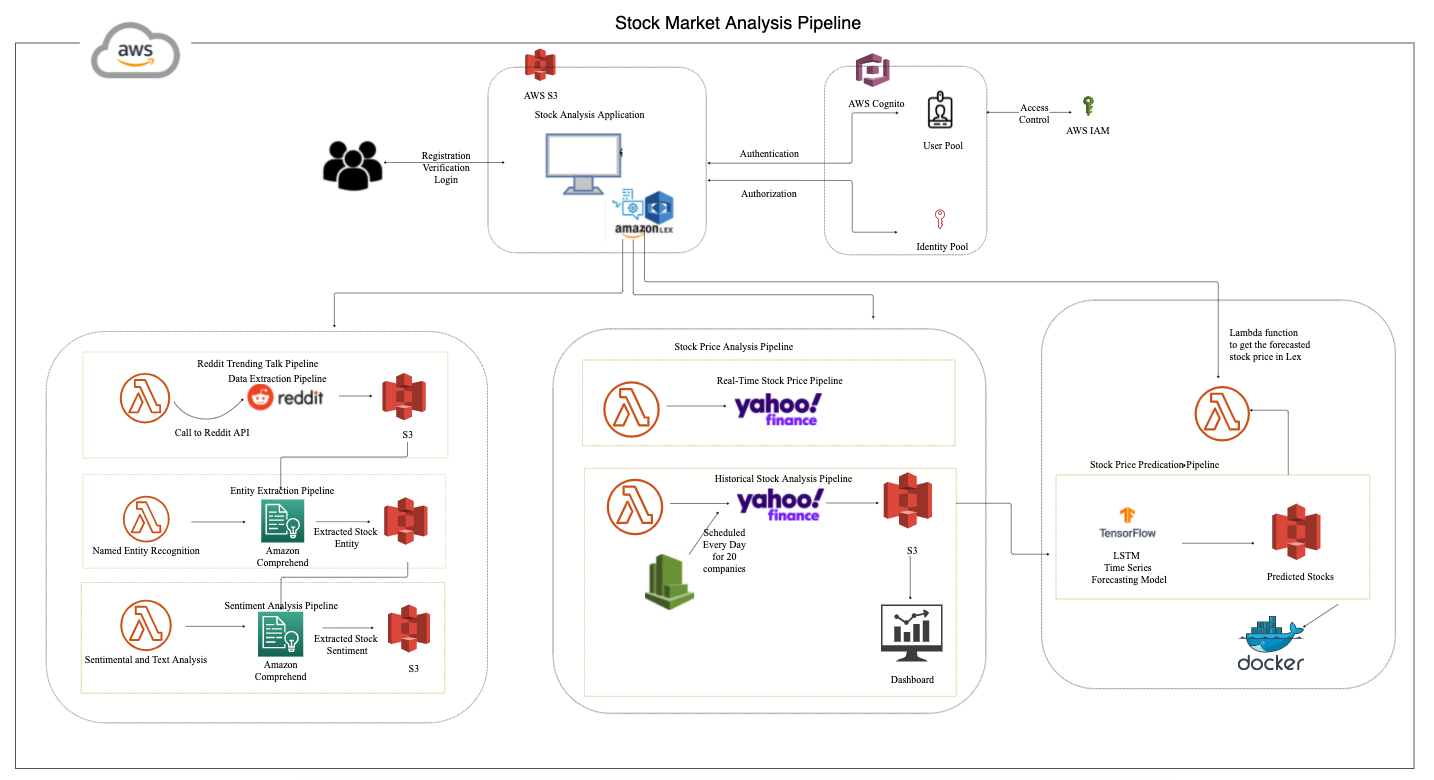 Stock Market Analysis Pipeline
aws
AWS S3
Stock Analysis Application
amazon LEX
Registration
Verification
Login
Authentication
Authorization
AWS Cognito
User Pool
Identity Pool
Access
Control
AWS IAM
Reddit Trending Talk Pipeline
Data Extraction Pipeline
reddit
Call to Reddit API
S3
Entity Extraction Pipeline
Named Entity Recognition
Amazon
Comprehend
Extracted Stock
Entity
Sentiment Analysis Pipeline
Sentimental and Text Analysis
Amazon
Comprehend
Extracted Stock
Sentiment
S3
Stock Price Analysis Pipeline
Real-Time Stock Price Pipeline
yahoo!
finance
Historical Stock Analysis Pipeline
yahoo!
finance
Scheduled
Every Day
for 20
companies
S3
Dashboard
Lambda function
to get the forecasted
stock price in Lex
Stock Price Predication Pipeline
TensorFlow
LSTM
Time Series
Forecasting Model
Predicted Stocks
docker